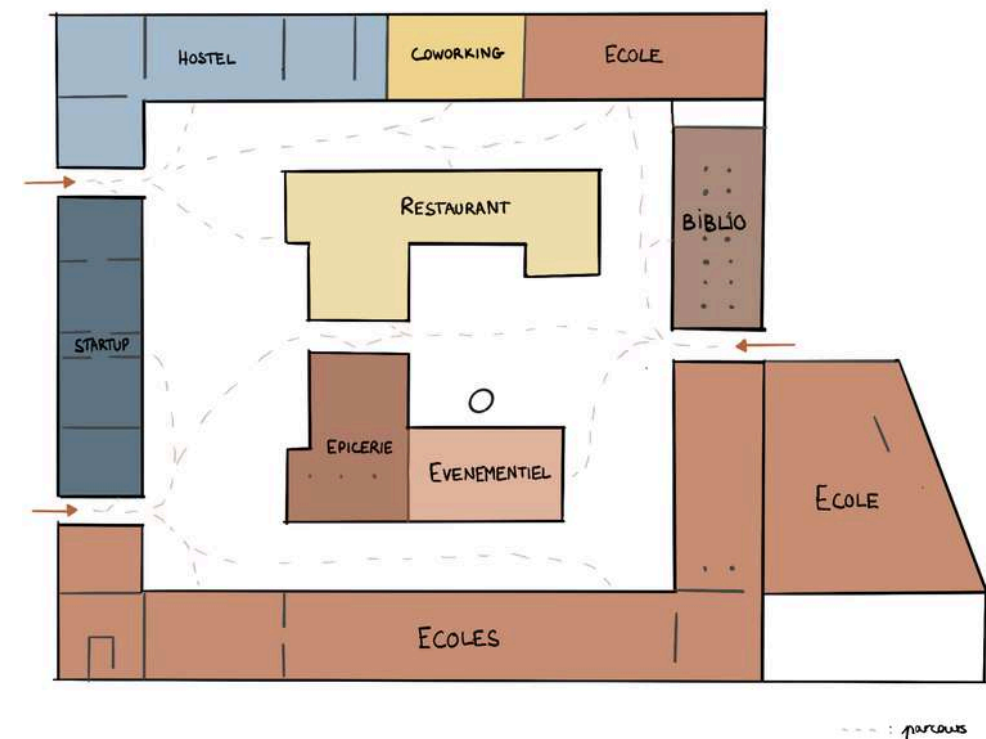 HOSTEL
COWORKING
ECOLE
RESTAURANT
BIBLIO
STARTUP
EPICERIE
EVENEMENTIEL
ECOLE
ECOLES
---- : parcours